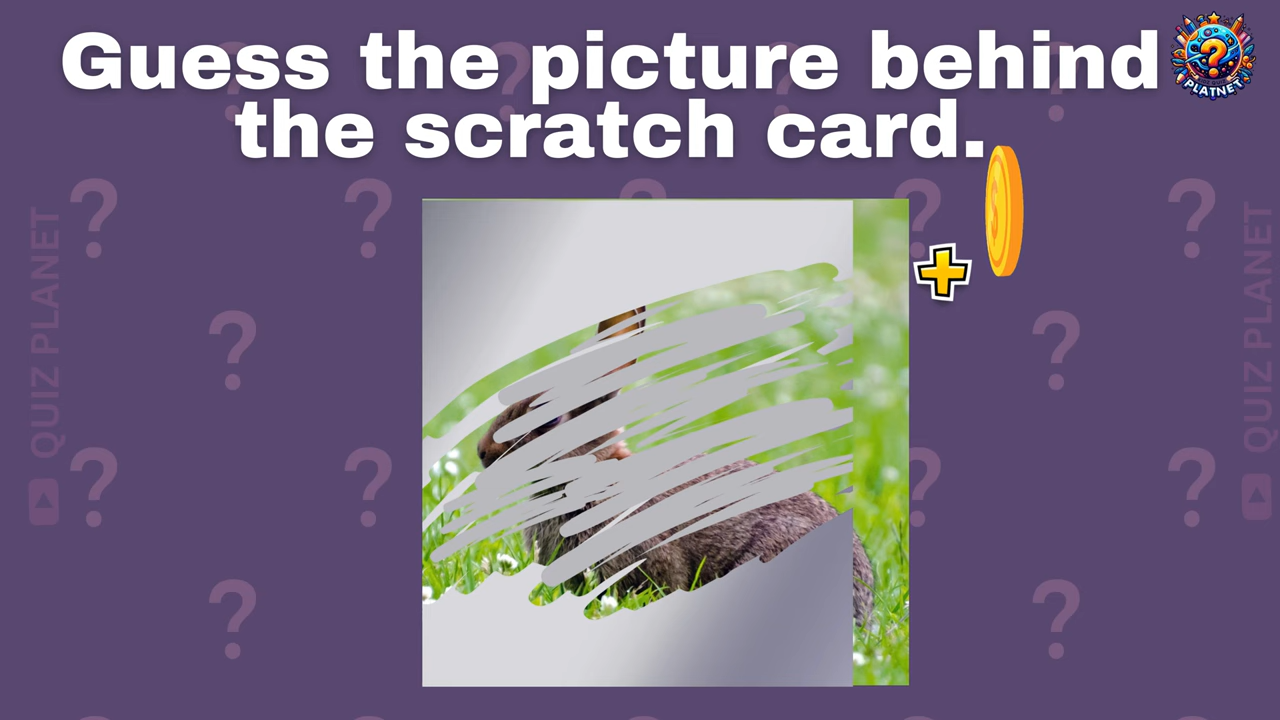 Guess the picture behind
the scratch card.
PLATNET
QUIZ PLANET
QUIZ PLANET